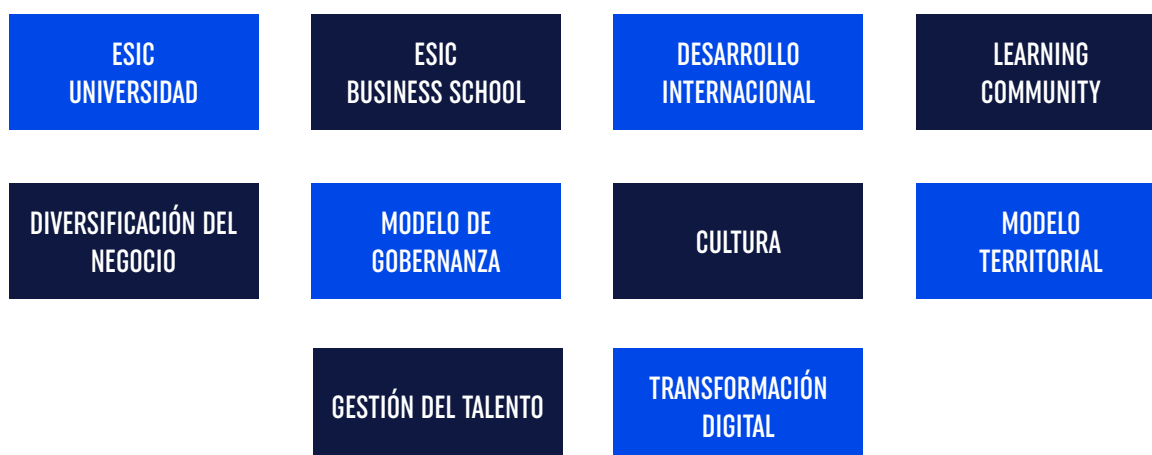 ESIC
UNIVERSIDAD
ESIC
BUSINESS SCHOOL
DESARROLLO
INTERNACIONAL
LEARNING
COMMUNITY
DIVERSIFICACIÓN DEL
NEGOCIO
MODELO DE
GOBERNANZA
CULTURA
MODELO
TERRITORIAL
GESTIÓN DEL TALENTO
TRANSFORMACIÓN
DIGITAL